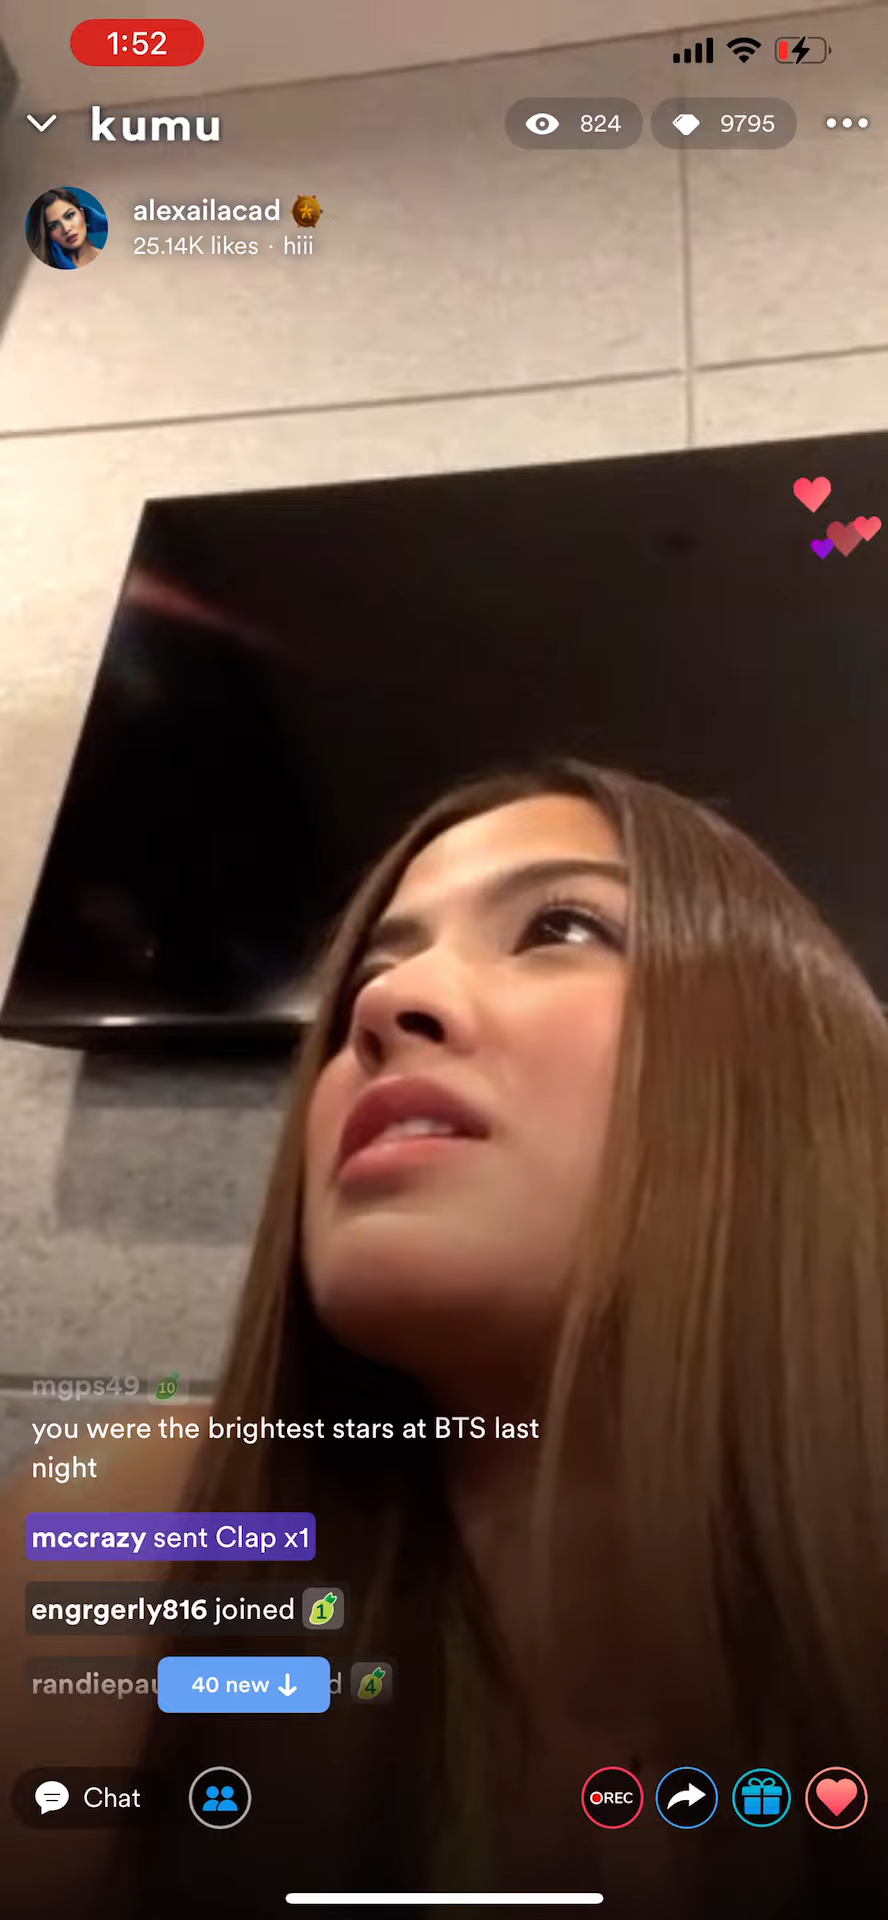 1:52
kumu
824
9795
alexailacad
25.14K likes · hiii
mgps49 10
you were the brightest stars at BTS last
night
mccrazy sent Clap x1
engrgerly816 joined 1
40 new
4
Chat
REC